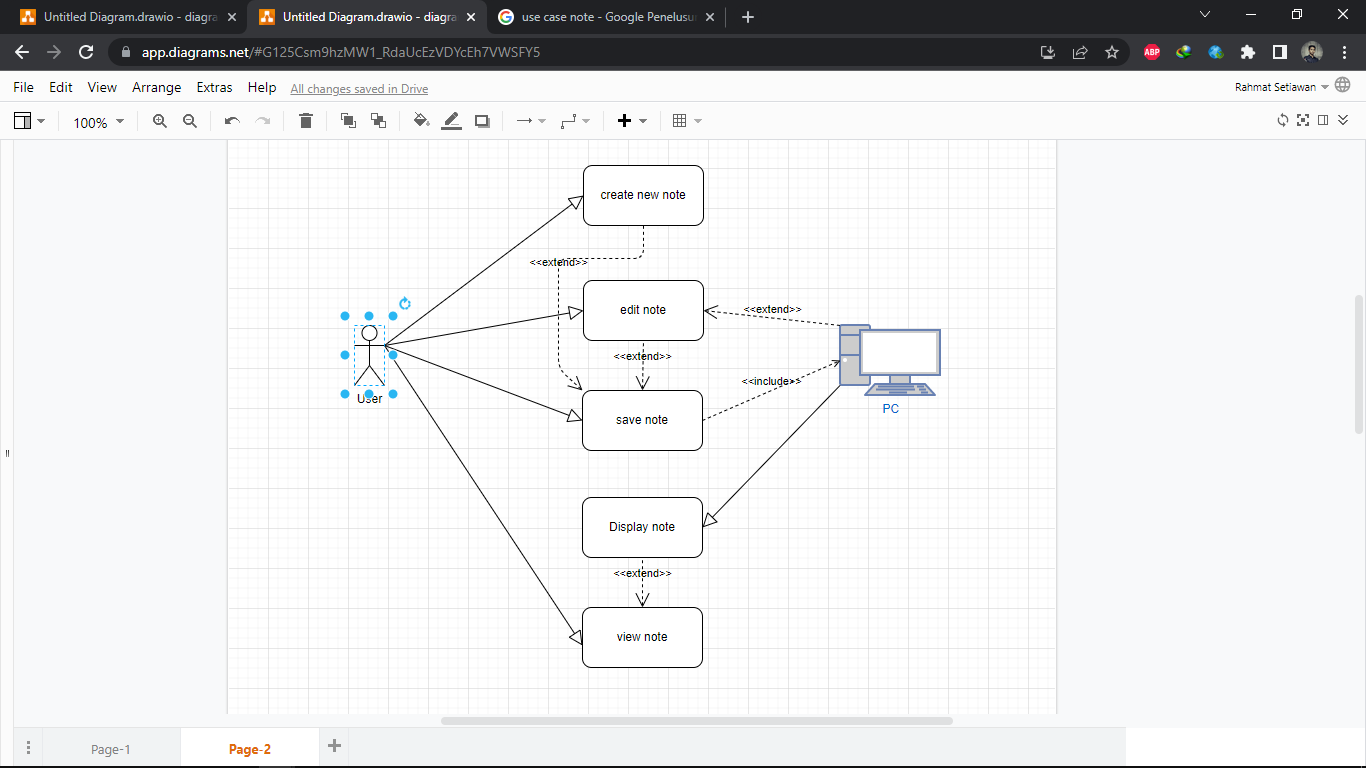 Untitled Diagram.drawio - diagra
Untitled Diagram.drawio - diagra
use case note - Google Penelusu
app.diagrams.net/#G125Csm9hzMW1_RdaUcEzVDYcEh7VWSFY5
ABP
File Edit View Arrange Extras Help All changes saved in Drive
Rahmat Setiawan
100%
create new note
<<extend>>
edit note
<<extend>>
<<extend>>
User
<<include>>
PC
save note
Display note
<<extend>>
view note
Page-1
Page-2